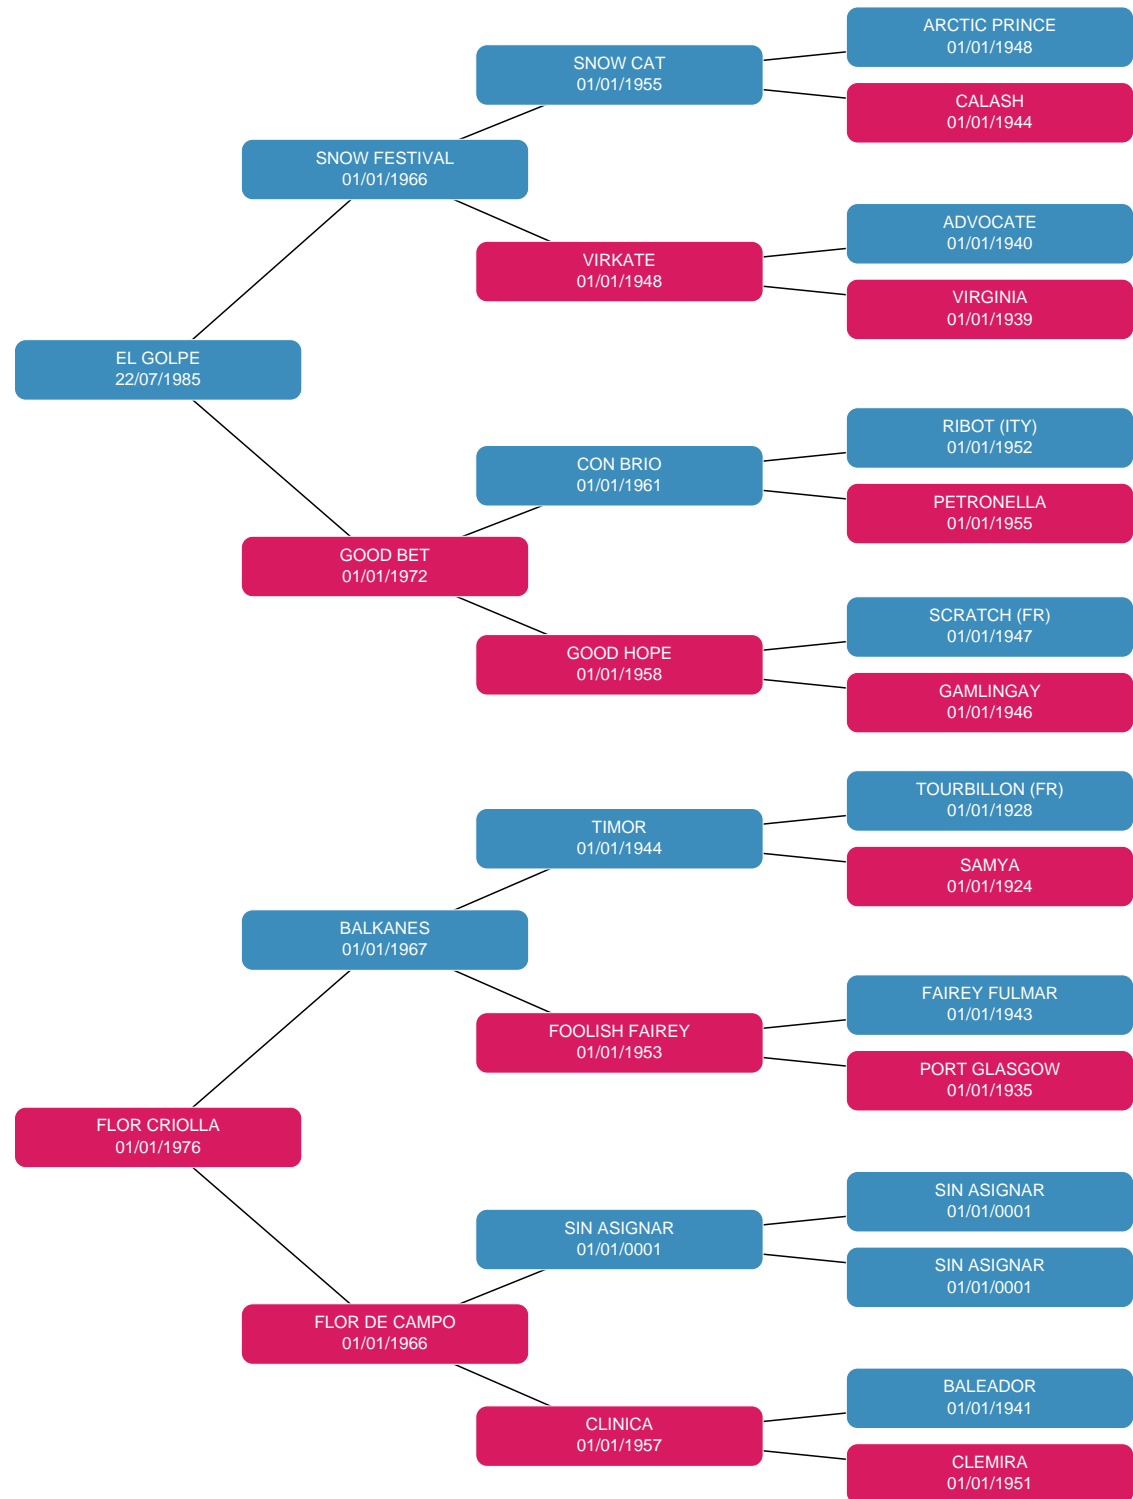 ARCTIC PRINCE
01/01/1948
SNOW CAT
01/01/1955
CALASH
01/01/1944
SNOW FESTIVAL
01/01/1966
ADVOCATE
01/01/1940
VIRKATE
01/01/1948
VIRGINIA
01/01/1939
EL GOLPE
22/07/1985
RIBOT (ITY)
01/01/1952
CON BRIO
01/01/1961
PETRONELLA
01/01/1955
GOOD BET
01/01/1972
SCRATCH (FR)
01/01/1947
GOOD HOPE
01/01/1958
GAMLINGAY
01/01/1946
TOURBILLON (FR)
01/01/1928
TIMOR
01/01/1944
SAMYA
01/01/1924
BALKANES
01/01/1967
FAIREY FULMAR
01/01/1943
FOOLISH FAIREY
01/01/1953
PORT GLASGOW
01/01/1935
FLOR CRIOLLA
01/01/1976
SIN ASIGNAR
01/01/0001
SIN ASIGNAR
01/01/0001
SIN ASIGNAR
01/01/0001
FLOR DE CAMPO
01/01/1966
BALEADOR
01/01/1941
CLINICA
01/01/1957
CLEMIRA
01/01/1951